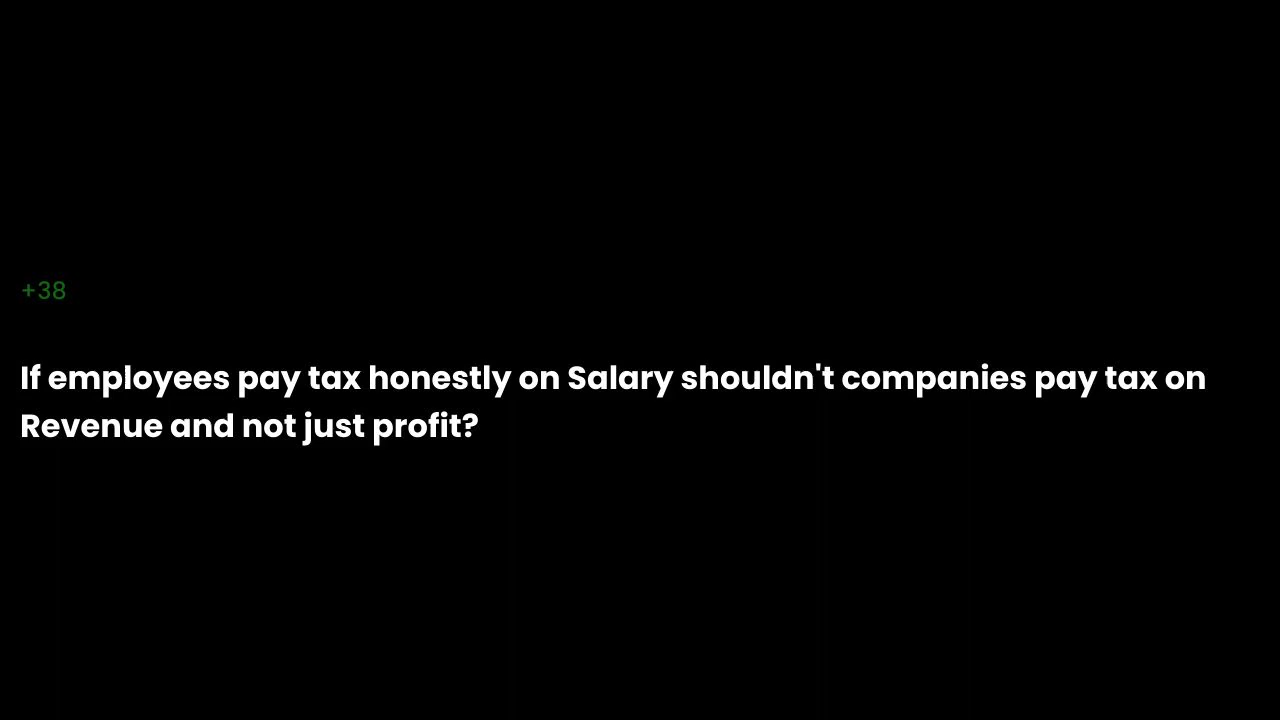 +38
If employees pay tax honestly on Salary shouldn't companies pay tax on
Revenue and not just profit?